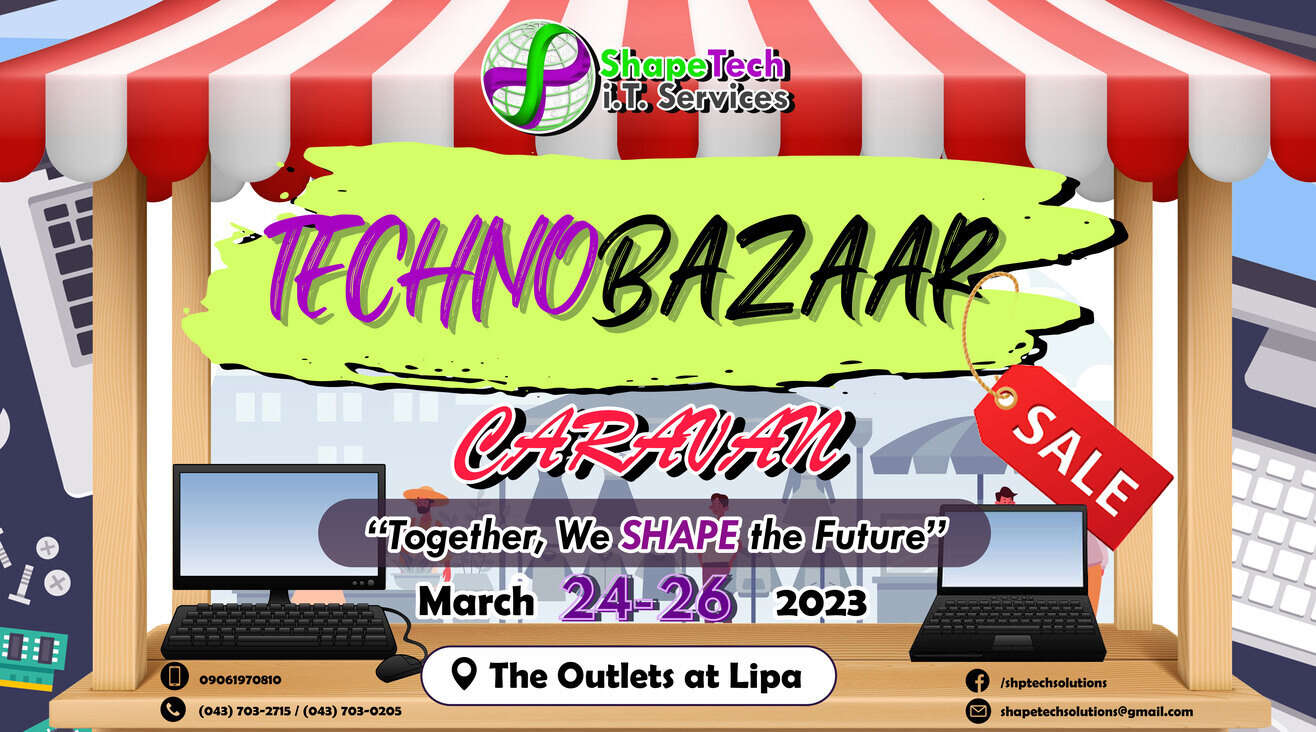 ShapeTech
i.T. Services
TECHNOBAZAAR
CARAVAN
SALE
“Together, We SHAPE the Future”
March 24-26 2023
The Outlets at Lipa
09061970810
(043) 703-2715 / (043) 703-0205
/shptechsolutions
shapetechsolutions@gmail.com